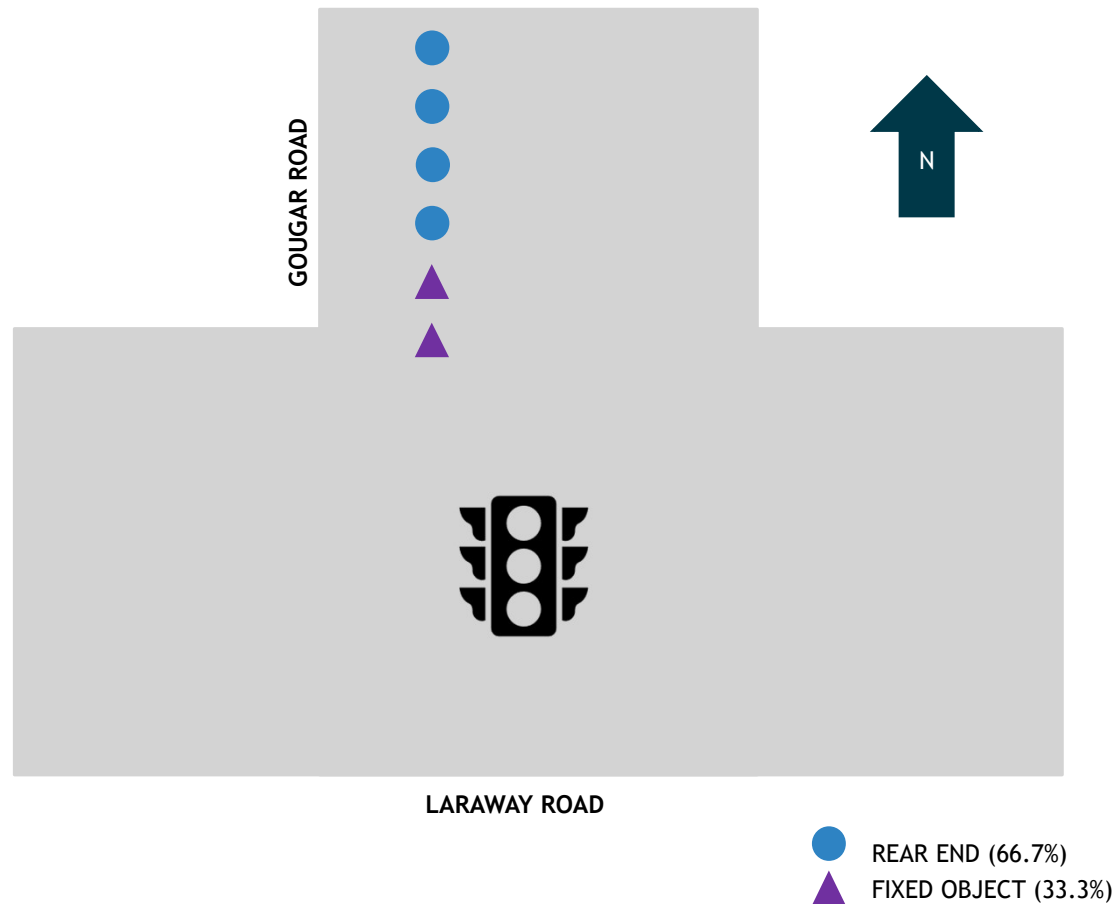 GOUGAR ROAD
N
LARAWAY ROAD
REAR END (66.7%)
FIXED OBJECT (33.3%)